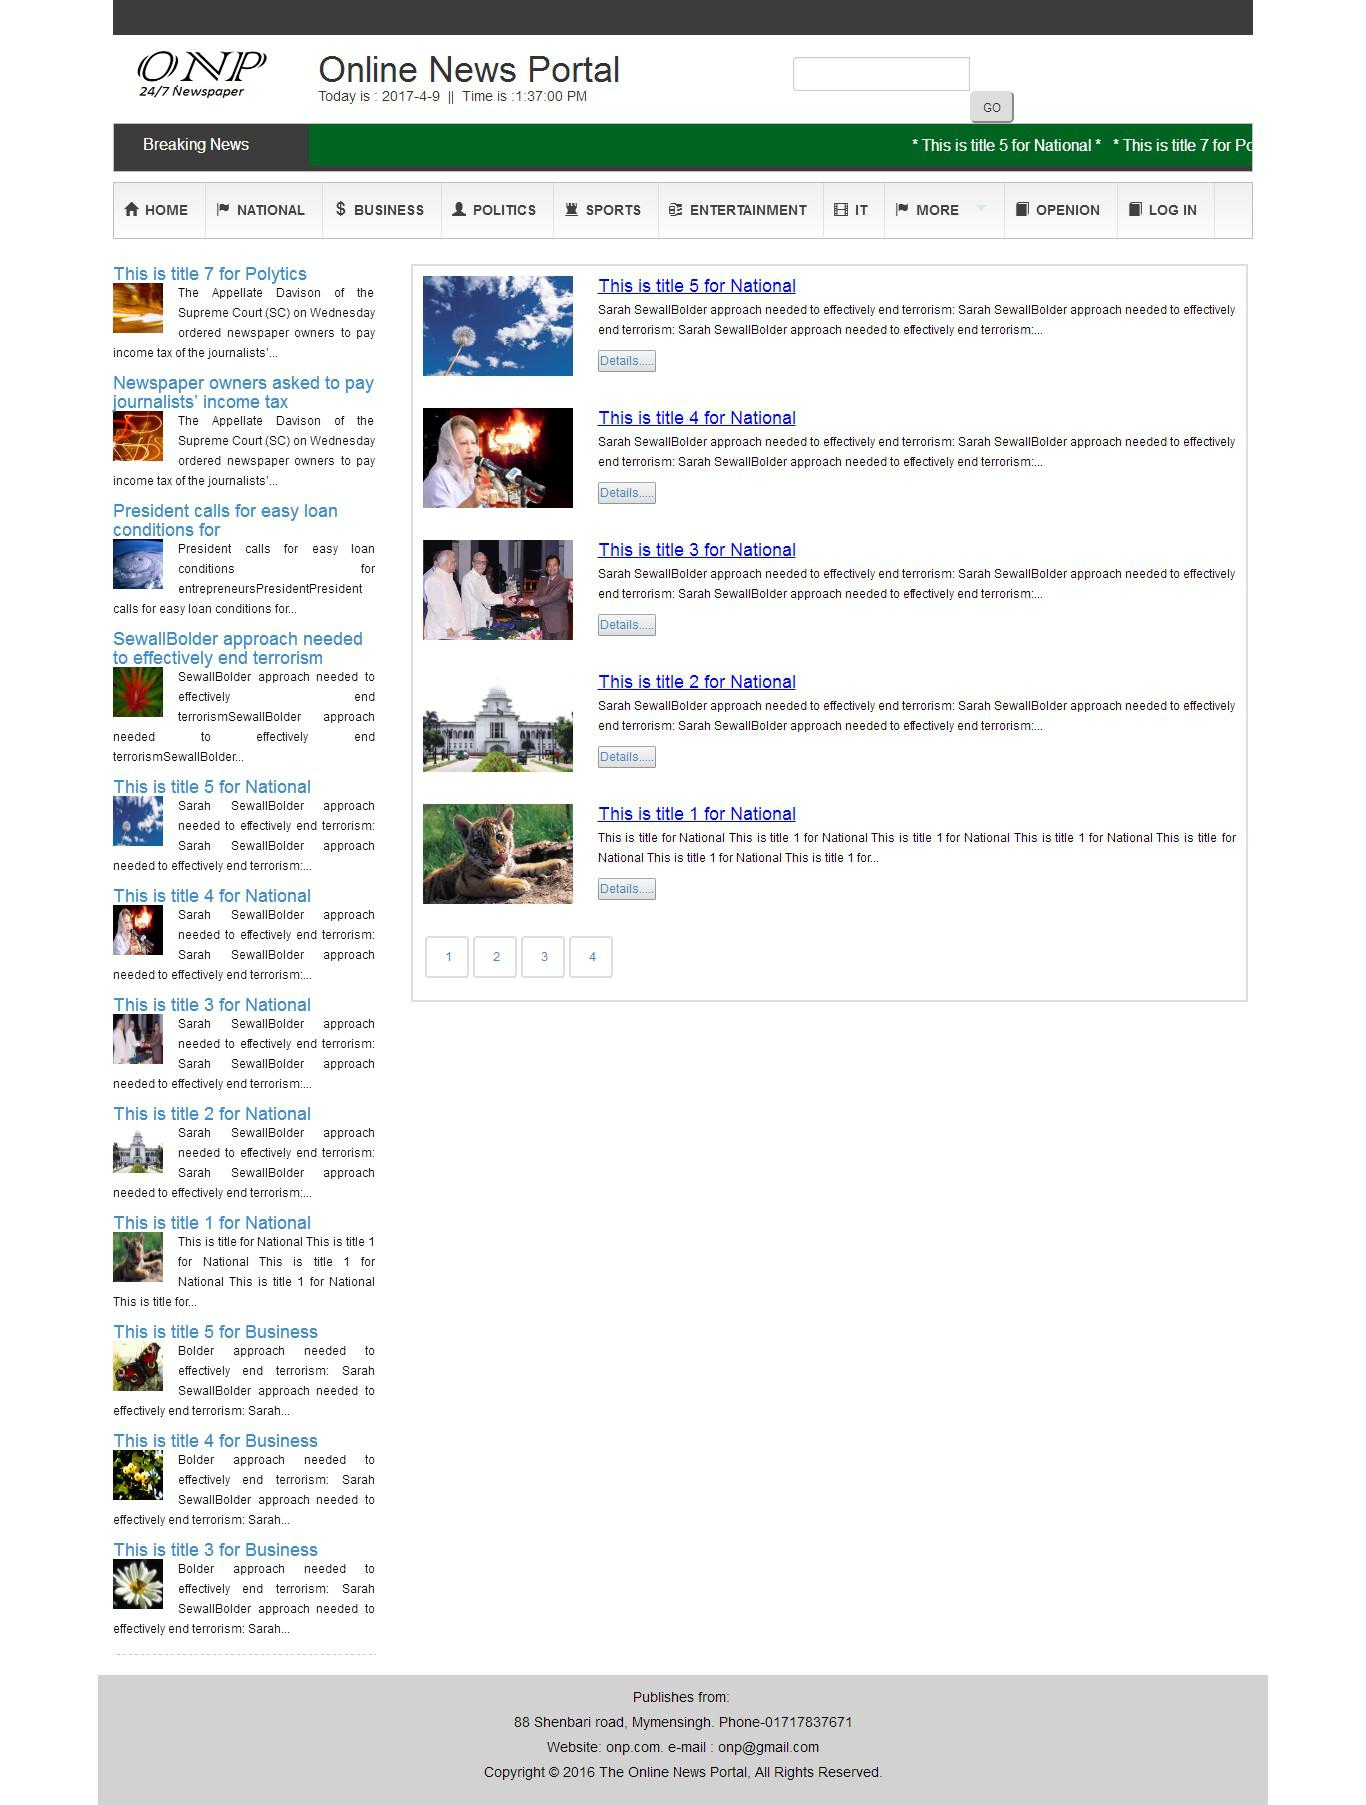 ONP
24/7 Newspaper
Online News Portal
Today is : 2017-4-9 || Time is :1:37:00 PM
GO
Breaking News
* This is title 5 for National * * This is title 7 for Po
HOME NATIONAL BUSINESS POLITICS SPORTS ENTERTAINMENT IT MORE OPENION LOG IN
This is title 7 for Polytics
The Appellate Davison of the
Supreme Court (SC) on Wednesday
ordered newspaper owners to pay
income tax of the journalists’...
Newspaper owners asked to pay
journalists’ income tax
The Appellate Davison of the
Supreme Court (SC) on Wednesday
ordered newspaper owners to pay
income tax of the journalists’...
President calls for easy loan
conditions for
President calls for easy loan
conditions for
entrepreneursPresidentPresident
calls for easy loan conditions for...
SewallBolder approach needed
to effectively end terrorism
SewallBolder approach needed to
effectively end
terrorismSewallBolder approach
needed to effectively end
terrorismSewallBolder...
This is title 5 for National
Sarah SewallBolder approach
needed to effectively end terrorism:
Sarah SewallBolder approach
needed to effectively end terrorism:...
This is title 4 for National
Sarah SewallBolder approach
needed to effectively end terrorism:
Sarah SewallBolder approach
needed to effectively end terrorism:...
This is title 3 for National
Sarah SewallBolder approach
needed to effectively end terrorism:
Sarah SewallBolder approach
needed to effectively end terrorism:...
This is title 2 for National
Sarah SewallBolder approach
needed to effectively end terrorism:
Sarah SewallBolder approach
needed to effectively end terrorism:...
This is title 1 for National
This is title for National This is title 1
for National This is title 1 for
National This is title 1 for National
This is title for...
This is title 5 for Business
Bolder approach needed to
effectively end terrorism: Sarah
SewallBolder approach needed to
effectively end terrorism: Sarah...
This is title 4 for Business
Bolder approach needed to
effectively end terrorism: Sarah
SewallBolder approach needed to
effectively end terrorism: Sarah...
This is title 3 for Business
Bolder approach needed to
effectively end terrorism: Sarah
SewallBolder approach needed to
effectively end terrorism: Sarah...
This is title 5 for National
Sarah SewallBolder approach needed to effectively end terrorism: Sarah SewallBolder approach needed to effectively
end terrorism: Sarah SewallBolder approach needed to effectively end terrorism:...
Details.....
This is title 4 for National
Sarah SewallBolder approach needed to effectively end terrorism: Sarah SewallBolder approach needed to effectively
end terrorism: Sarah SewallBolder approach needed to effectively end terrorism:...
Details.....
This is title 3 for National
Sarah SewallBolder approach needed to effectively end terrorism: Sarah SewallBolder approach needed to effectively
end terrorism: Sarah SewallBolder approach needed to effectively end terrorism:...
Details.....
This is title 2 for National
Sarah SewallBolder approach needed to effectively end terrorism: Sarah SewallBolder approach needed to effectively
end terrorism: Sarah SewallBolder approach needed to effectively end terrorism:...
Details.....
This is title 1 for National
This is title for National This is title 1 for National This is title 1 for National This is title 1 for National This is title for
National This is title 1 for National This is title 1 for...
Details.....
1 2 3 4
Publishes from:
88 Shenbari road, Mymensingh. Phone-01717837671
Website: onp.com. e-mail : onp@gmail.com
Copyright © 2016 The Online News Portal, All Rights Reserved.